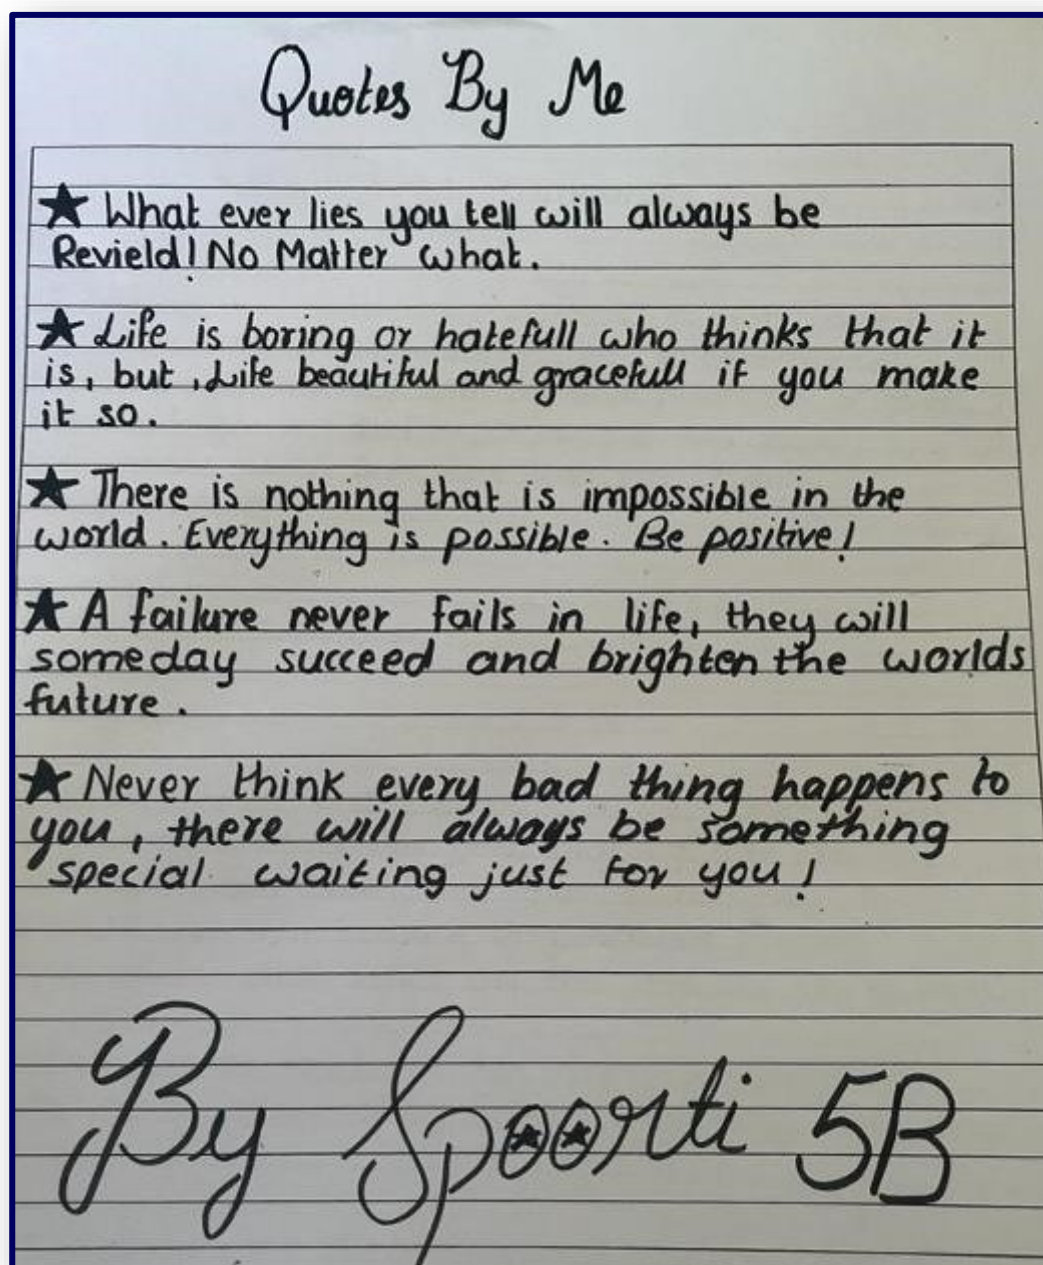 Quotes By Me
★ What ever lies you tell will always be
Revield! No Matter what.
★ Life is boring or hatefull who thinks that it
is, but , Life beautiful and gracefull if you make
it so.
★ There is nothing that is impossible in the
world. Everything is possible. Be positive!
★ A failure never fails in life, they will
someday succeed and brighten the worlds
future.
★ Never think every bad thing happens to
you, there will always be something
special waiting just for you!
By Spoorti 5B